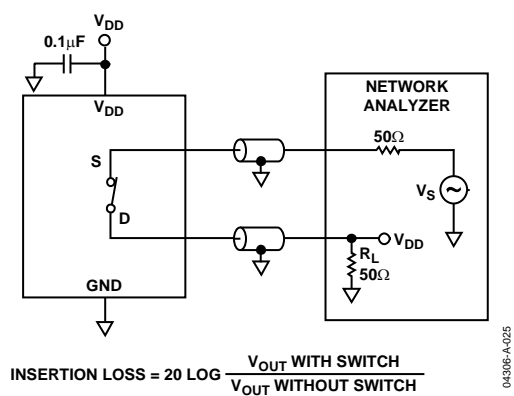 VDD
0.1μF
VDD
NETWORK
ANALYZER
50Ω
S
VS
D
VDD
RL
50Ω
GND
INSERTION LOSS = 20 LOG VOUT WITH SWITCH
VOUT WITHOUT SWITCH
04306-A-025